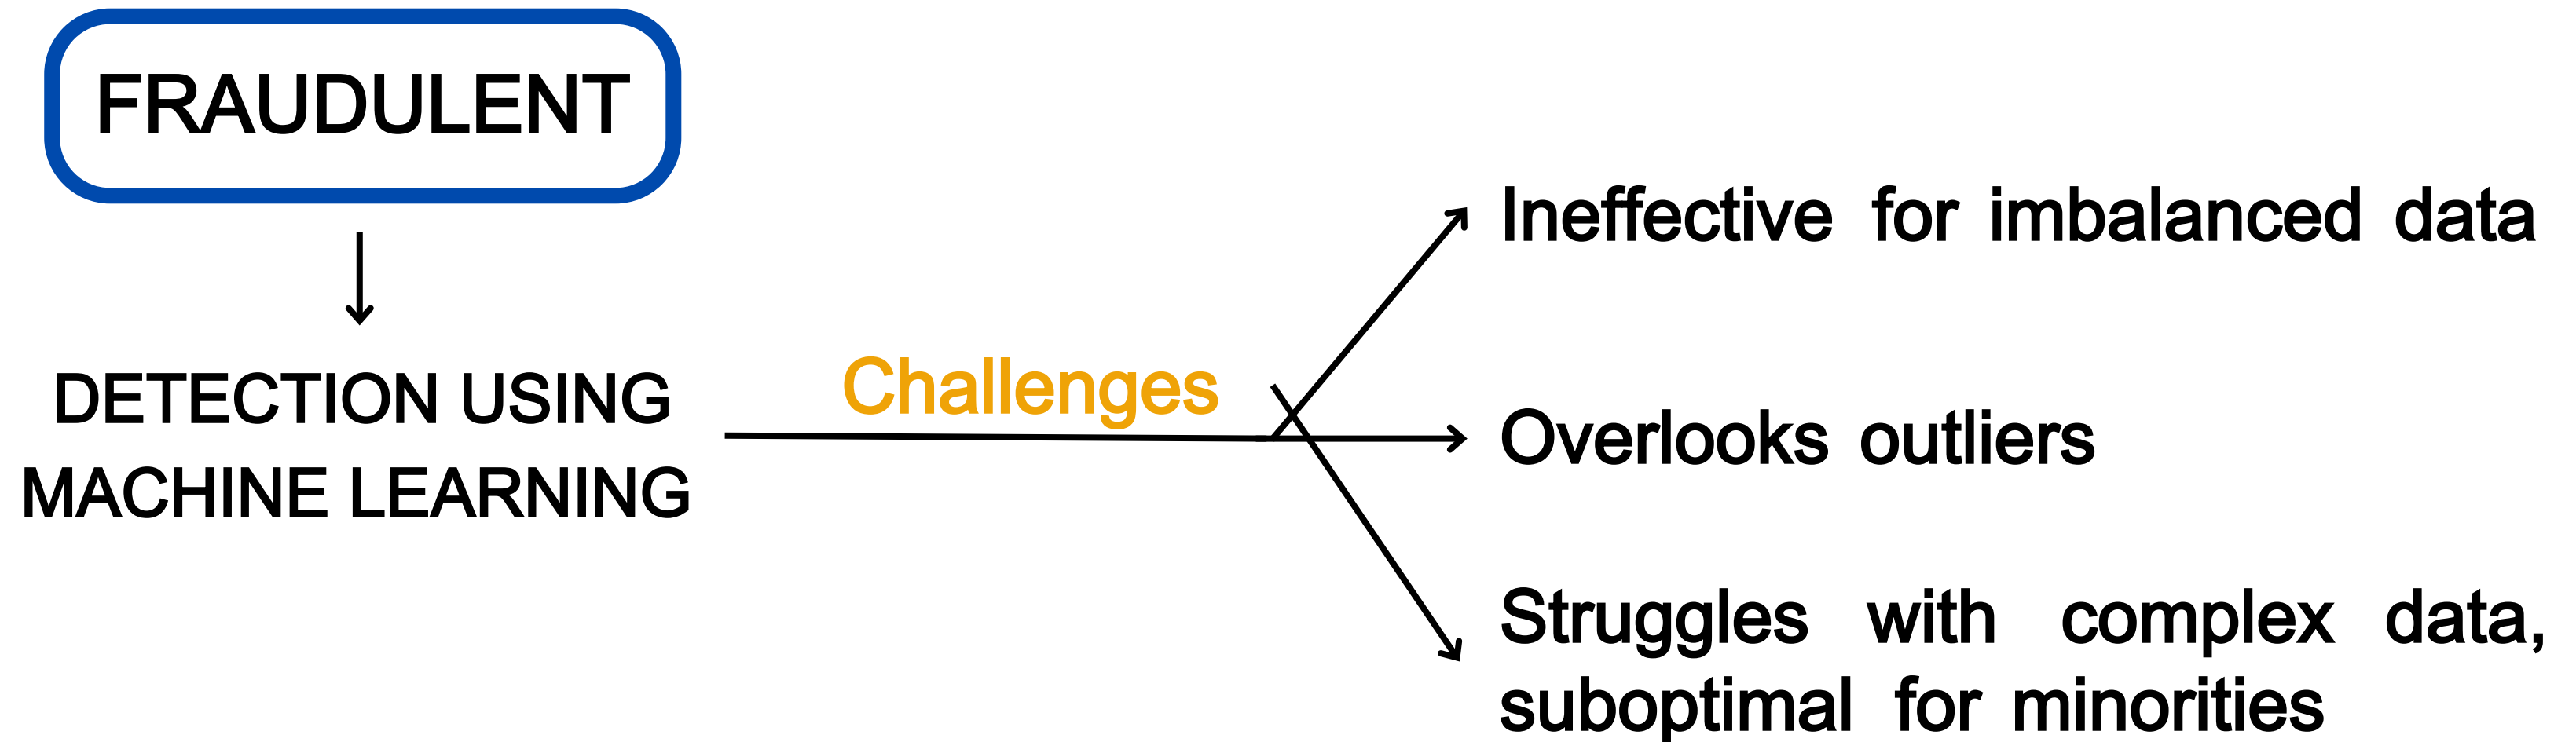 FRAUDULENT
DETECTION USING
MACHINE LEARNING
Challenges
Ineffective for imbalanced data
Overlooks outliers
Struggles with complex data,
suboptimal for minorities